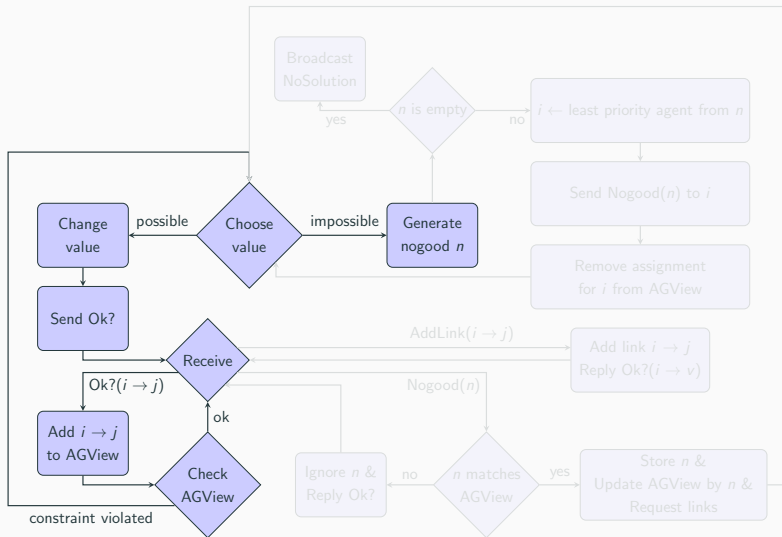 Broadcast
NoSolution
n is empty
yes
no
i ← least priority agent from n
Send Nogood(n) to i
Remove assignment
for i from AGView
Change
value
possible
Choose
value
impossible
Generate
nogood n
Send Ok?
Receive
AddLink(i → j)
Add link i → j
Reply Ok?(i → v)
Ok?(i → j)
Nogood(n)
ok
Add i → j
to AGView
Check
AGView
constraint violated
Ignore n &
Reply Ok?
no
n matches
AGView
yes
Store n &
Update AGView by n &
Request links